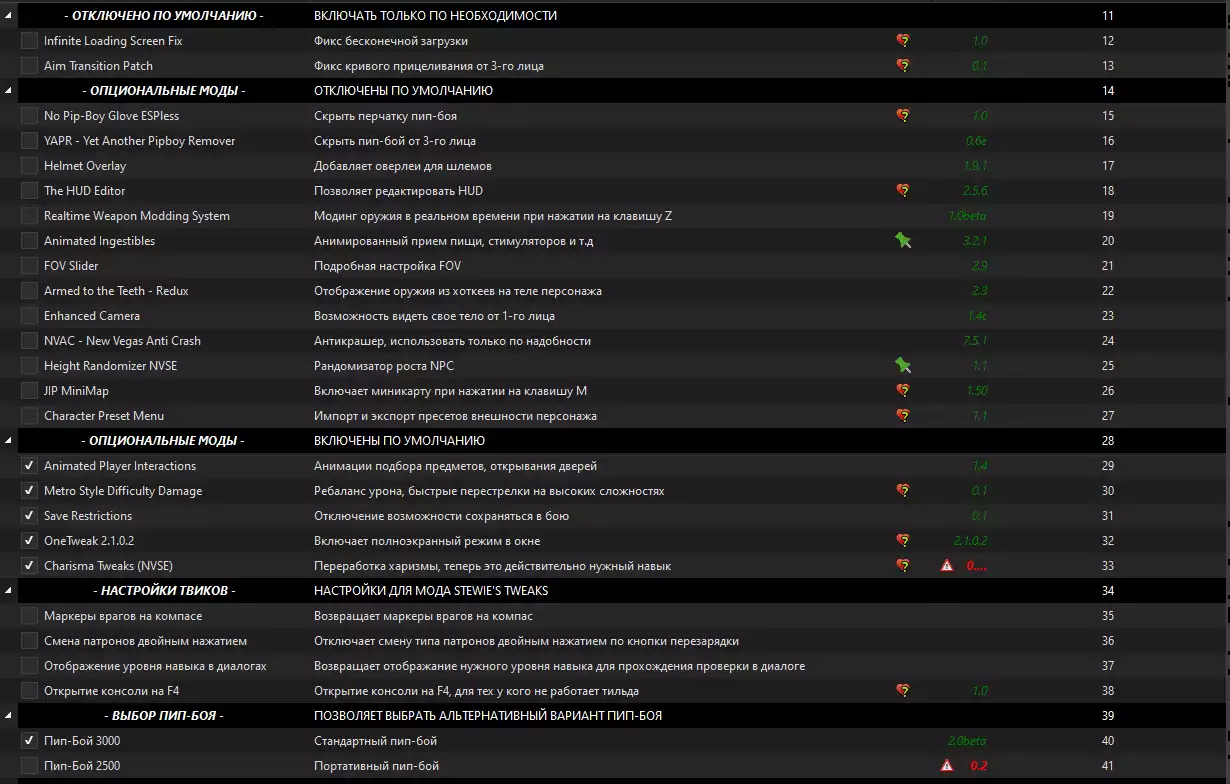 - ОТКЛЮЧЕНО ПО УМОЛЧАНИЮ - ВКЛЮЧАТЬ ТОЛЬКО ПО НЕОБХОДИМОСТИ 11
Infinite Loading Screen Fix Фикс бесконечной загрузки 1.0 12
Aim Transition Patch Фикс кривого прицеливания от 3-го лица 0.1 13
- ОПЦИОНАЛЬНЫЕ МОДЫ - ОТКЛЮЧЕНЫ ПО УМОЛЧАНИЮ 14
No Pip-Boy Glove ESPless Скрыть перчатку пип-боя 1.0 15
YAPR - Yet Another Pipboy Remover Скрыть пип-бой от 3-го лица 0.6e 16
Helmet Overlay Добавляет оверлеи для шлемов 1.9.1 17
The HUD Editor Позволяет редактировать HUD 2.5.6 18
Realtime Weapon Modding System Модинг оружия в реальном времени при нажатии на клавишу Z 1.0beta 19
Animated Ingestibles Анимированный прием пищи, стимуляторов и т.д 3.2.1 20
FOV Slider Подробная настройка FOV 2.9 21
Armed to the Teeth - Redux Отображение оружия из хоткеев на теле персонажа 2.3 22
Enhanced Camera Возможность видеть свое тело от 1-го лица 1.4c 23
NVAC - New Vegas Anti Crash Антикрашер, использовать только по надобности 7.5.1 24
Height Randomizer NVSE Рандомизатор роста NPC 1.1 25
JIP MiniMap Включает миникарту при нажатии на клавишу M 1.50 26
Character Preset Menu Импорт и экспорт пресетов внешности персонажа 1.1 27
- ОПЦИОНАЛЬНЫЕ МОДЫ - ВКЛЮЧЕНЫ ПО УМОЛЧАНИЮ 28
Animated Player Interactions Анимации подбора предметов, открывания дверей 1.4 29
Metro Style Difficulty Damage Ребаланс урона, быстрые перестрелки на высоких сложностях 0.1 30
Save Restrictions Отключение возможности сохраняться в бою 0.1 31
OneTweak 2.1.0.2 Включает полноэкранный режим в окне 2.1.0.2 32
Charisma Tweaks (NVSE) Переработка харизмы, теперь это действительно нужный навык 0.... 33
- НАСТРОЙКИ ТВИКОВ - НАСТРОЙКИ ДЛЯ МОДА STEWIE'S TWEAKS 34
Маркеры врагов на компасе Возвращает маркеры врагов на компас 35
Смена патронов двойным нажатием Отключает смену типа патронов двойным нажатием по кнопки перезарядки 36
Отображение уровня навыка в диалогах Возвращает отображание нужного уровня навыка для прохождения проверки в диалоге 37
Открытие консоли на F4 Открытие консоли на F4, для тех у кого не работает тильда 1.0 38
- ВЫБОР ПИП-БОЯ - ПОЗВОЛЯЕТ ВЫБРАТЬ АЛЬТЕРНАТИВНЫЙ ВАРИАНТ ПИП-БОЯ 39
Пип-Бой 3000 Стандартный пип-бой 2.0beta 40
Пип-Бой 2500 Портативный пип-бой 0.2 41